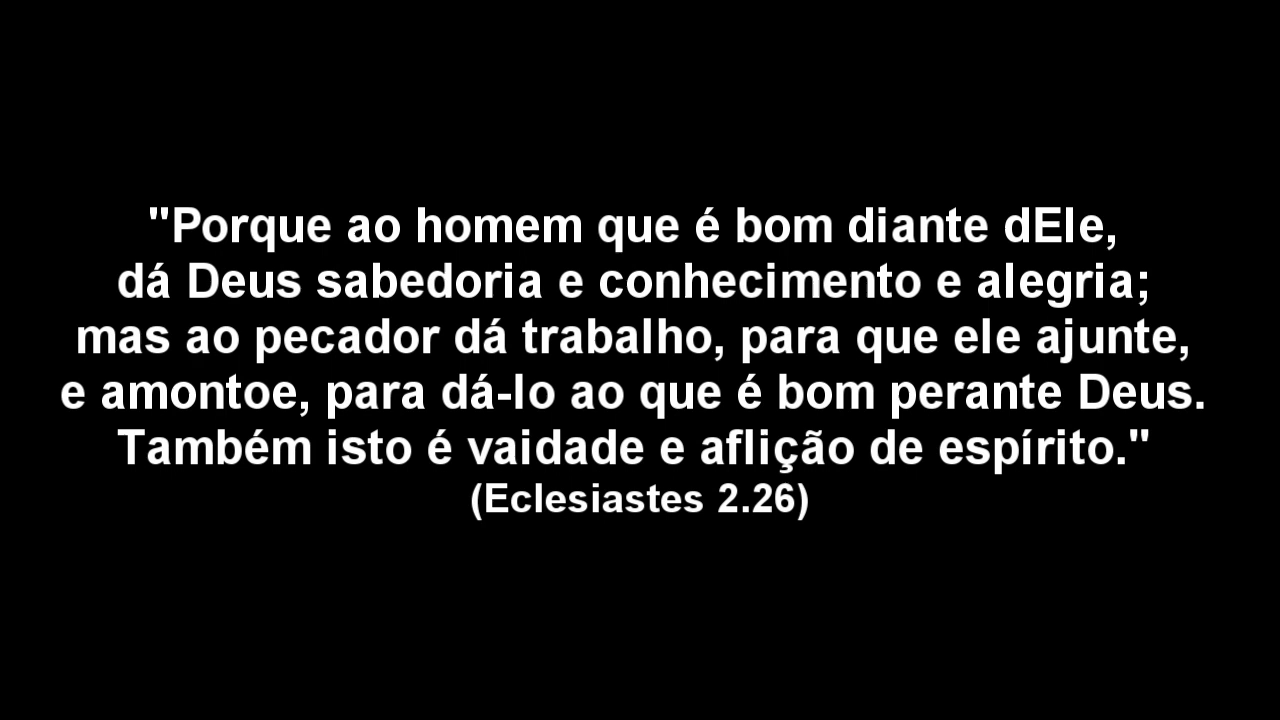 "Porque ao homem que é bom diante dEle,
dá Deus sabedoria e conhecimento e alegria;
mas ao pecador dá trabalho, para que ele ajunte,
e amontoe, para dá-lo ao que é bom perante Deus.
Também isto é vaidade e aflição de espírito."
(Eclesiastes 2.26)